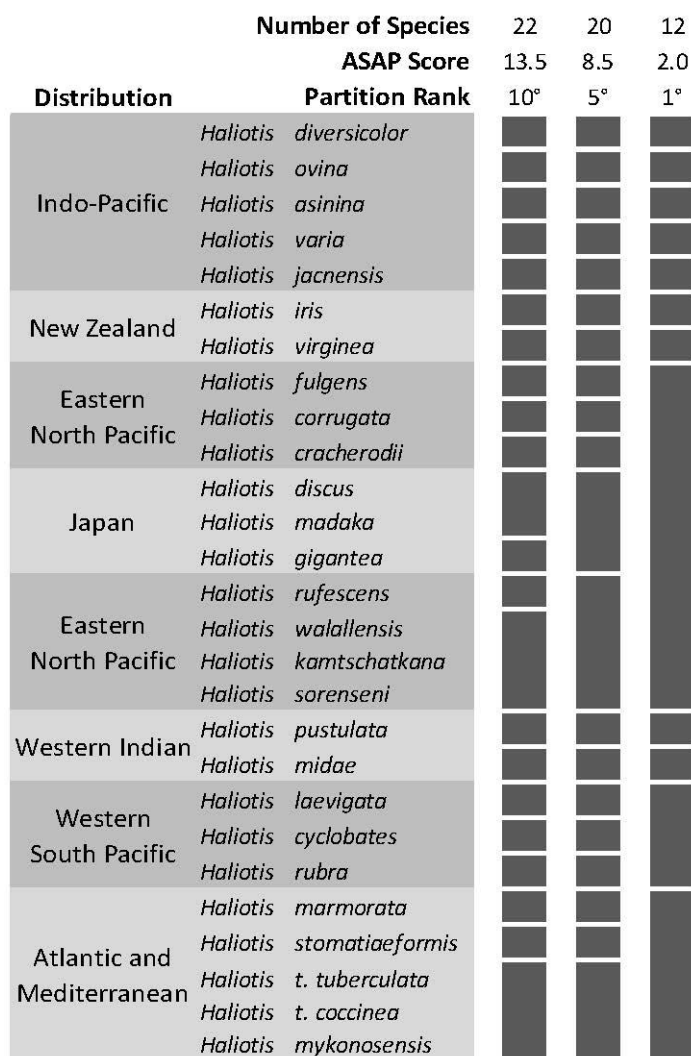 Number of Species 22 20 12
ASAP Score 13.5 8.5 2.0
Distribution Partition Rank 10° 5° 1°
Indo-Pacific
Haliotis diversicolor
Haliotis ovina
Haliotis asinina
Haliotis varia
Haliotis jacnensis
New Zealand
Haliotis iris
Haliotis virginea
Eastern
North Pacific
Haliotis fulgens
Haliotis corrugata
Haliotis cracherodii
Japan
Haliotis discus
Haliotis madaka
Haliotis gigantea
Eastern
North Pacific
Haliotis rufescens
Haliotis walallensis
Haliotis kamtschatkana
Haliotis sorenseni
Western Indian
Haliotis pustulata
Haliotis midae
Western
South Pacific
Haliotis laevigata
Haliotis cyclobates
Haliotis rubra
Atlantic and
Mediterranean
Haliotis marmorata
Haliotis stomatiaeformis
Haliotis t. tuberculata
Haliotis t. coccinea
Haliotis mykonosensis